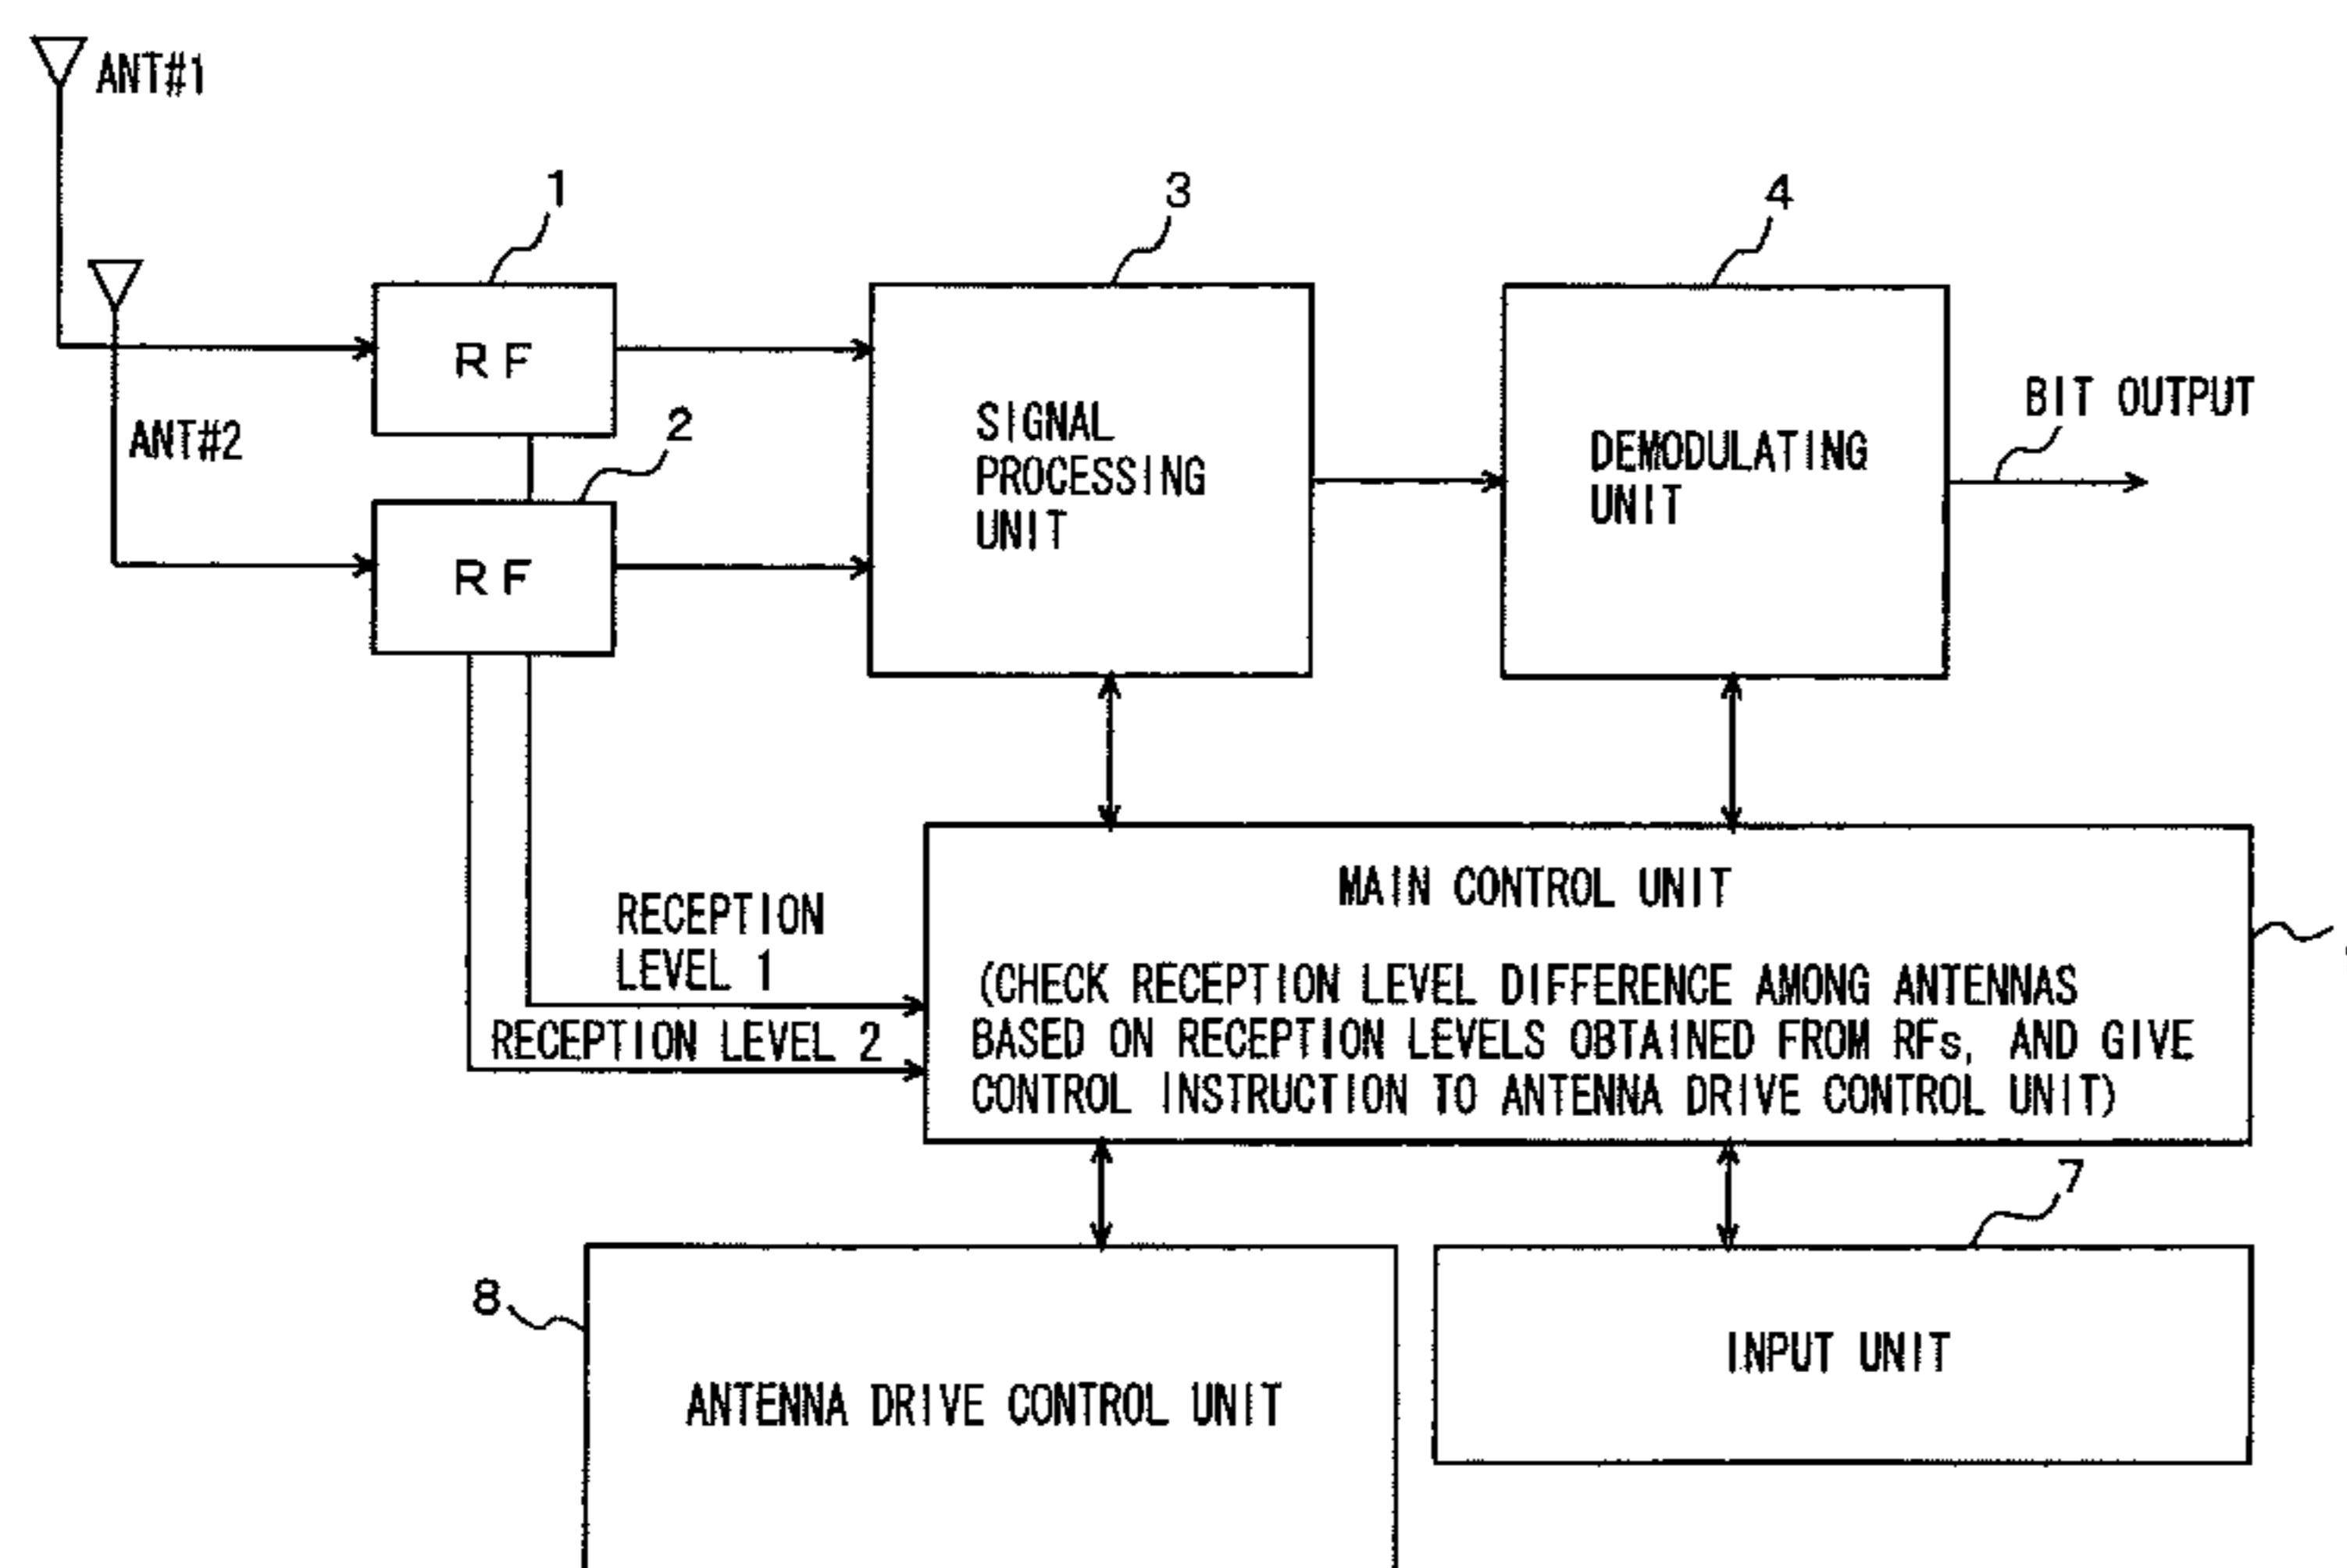 ANT#1
1
3
4
RF
BIT OUTPUT
2
ANT#2
SIGNAL
PROCESSING
UNIT
DEMODULATING
UNIT
RF
MAIN CONTROL UNIT
RECEPTION
LEVEL 1
(CHECK RECEPTION LEVEL DIFFERENCE AMONG ANTENNAS
BASED ON RECEPTION LEVELS OBTAINED FROM RFs, AND GIVE
CONTROL INSTRUCTION TO ANTENNA DRIVE CONTROL UNIT)
RECEPTION LEVEL 2
7
8
INPUT UNIT
ANTENNA DRIVE CONTROL UNIT